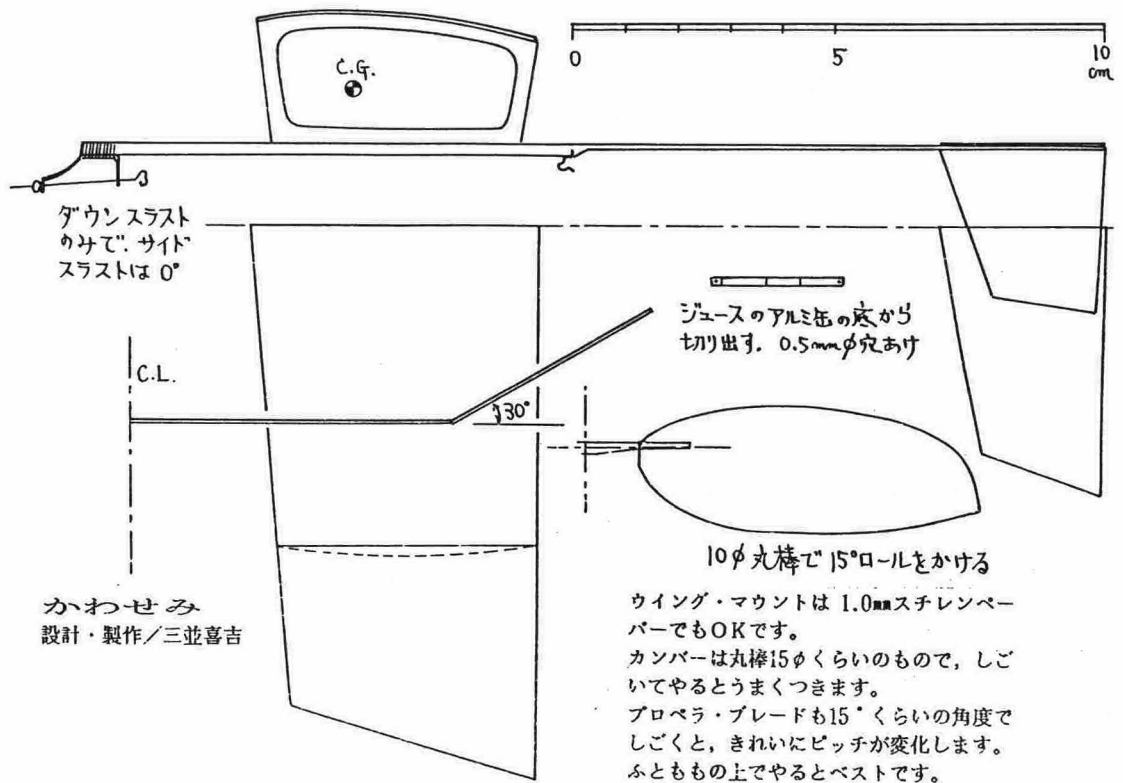 C.G.
0 5 10
cm
ダウンスラスト
のみで、サイド
スラストは 0°
ジュースのアルミ缶の底から
切り出す. 0.5mmφ穴あけ
C.L.
30°
10φ丸棒で15°ロールをかける
かわせみ
設計・製作／三並喜吉
ウイング・マウントは 1.0mmスチレンペー
パーでもOKです。
カンバーは丸棒15φくらいのもので，しご
いてやるとうまくつきます。
プロペラ・ブレードも15°くらいの角度で
しごくと，きれいにピッチが変化します。
ふとももの上でやるとベストです。